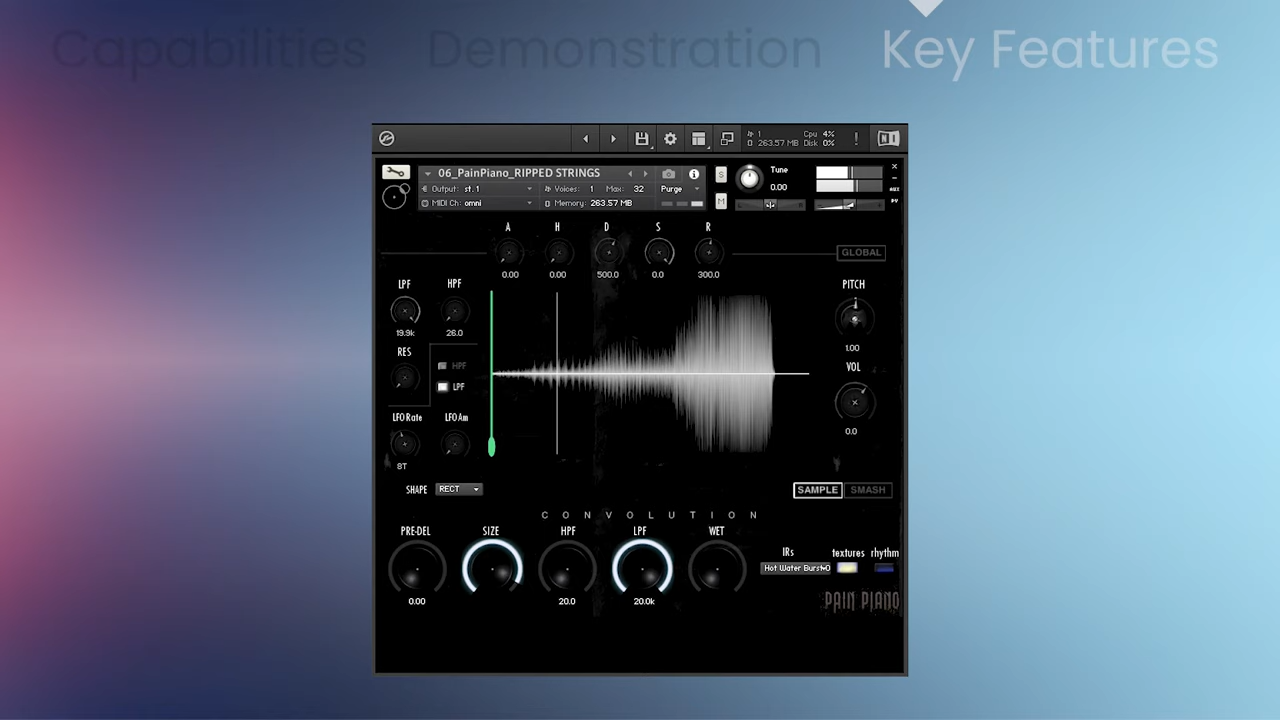 Capabilities Demonstration Key Features
1 Cpu 4%
0 263.57 MB Disk 0%
!
06_PainPiano_RIPPED STRINGS
Output: st.1 Voices: 1 Max: 32 Purge
MIDI Ch: omni Memory: 263.57 MB
S
M
Tune
0.00
AUX
PV
A H D S R
0.00 0.00 500.0 0.0 300.0
GLOBAL
LPF HPF
19.9k 26.0
RES
HPF
LPF
LFO Rate LFO Am
8T
SHAPE RECT
PITCH
1.00
VOL
0.0
SAMPLE SMASH
CONVOLUTION
PRE-DEL SIZE HPF LPF WET
0.00 20.0 20.0k
IRs textures rhythm
PAIN PIANO